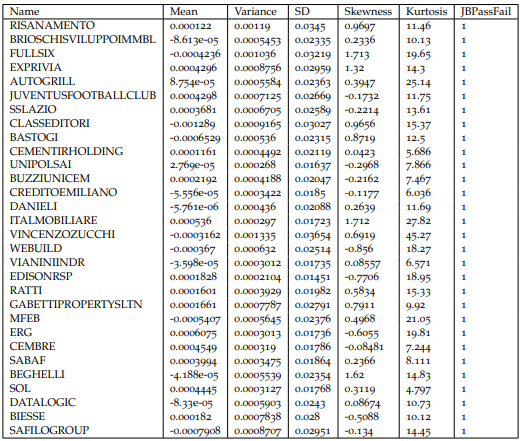 Name Mean Variance SD Skewness Kurtosis JBPassFail
RISANAMENTO 0.000122 0.00119 0.0345 0.9697 11.46 1
BRIOSCHISVILUPPOIMMBL -8.613e-05 0.0005453 0.02335 0.2336 10.13 1
FULLSIX -0.0004236 0.001036 0.03219 1.713 19.65 1
EXPRIVIA 0.0004296 0.0008756 0.02959 1.32 14.3 1
AUTOGRILL 8.754e-05 0.0005584 0.02363 0.3947 25.14 1
JUVENTUSFOOTBALLCLUB 0.0004298 0.0007125 0.02669 -0.1732 11.75 1
SSLAZIO 0.0003681 0.0006705 0.02589 -0.2214 13.61 1
CLASSEDITORI -0.001289 0.0009165 0.03027 0.9656 15.37 1
BASTOGI -0.0006529 0.000536 0.02315 0.8719 12.5 1
CEMENTIRHOLDING 0.0001161 0.0004492 0.02119 0.0423 5.686 1
UNIPOLSAI 2.769e-05 0.000268 0.01637 -0.2968 7.866 1
BUZZIUNICEM 0.0002192 0.0004188 0.02047 -0.2162 7.467 1
CREDITOEMILIANO -5.556e-05 0.0003422 0.0185 -0.1177 6.036 1
DANIELI -5.761e-06 0.000436 0.02088 0.2639 11.69 1
ITALMOBILIARE 0.000536 0.000297 0.01723 1.712 27.82 1
VINCENZOZUCCHI -0.0003162 0.001335 0.03654 0.6919 45.27 1
WEBUILD -0.000367 0.000632 0.02514 -0.856 18.27 1
VIANINIINDR -3.598e-05 0.0003012 0.01735 0.08557 6.571 1
EDISONRSP 0.0001828 0.0002104 0.01451 -0.7706 18.95 1
RATTI 0.0001601 0.0003929 0.01982 0.5834 15.33 1
GABETTIPROPERTYSLTN 0.0001661 0.0007787 0.02791 0.7911 9.92 1
MFEB -0.0005407 0.0005645 0.02376 0.4968 21.05 1
ERG 0.0006075 0.0003013 0.01736 -0.6055 19.81 1
CEMBRE 0.0004549 0.000319 0.01786 -0.08481 7.244 1
SABAF 0.0003994 0.0003475 0.01864 0.2366 8.111 1
BEGHELLI -4.188e-05 0.0005539 0.02354 1.62 14.83 1
SOL 0.0004445 0.0003127 0.01768 0.3119 4.797 1
DATALOGIC -8.33e-05 0.0005903 0.0243 0.08674 10.73 1
BIESSE 0.000182 0.0007838 0.028 -0.5088 10.12 1
SAFILOGROUP -0.0007908 0.0008707 0.02951 -0.134 14.45 1